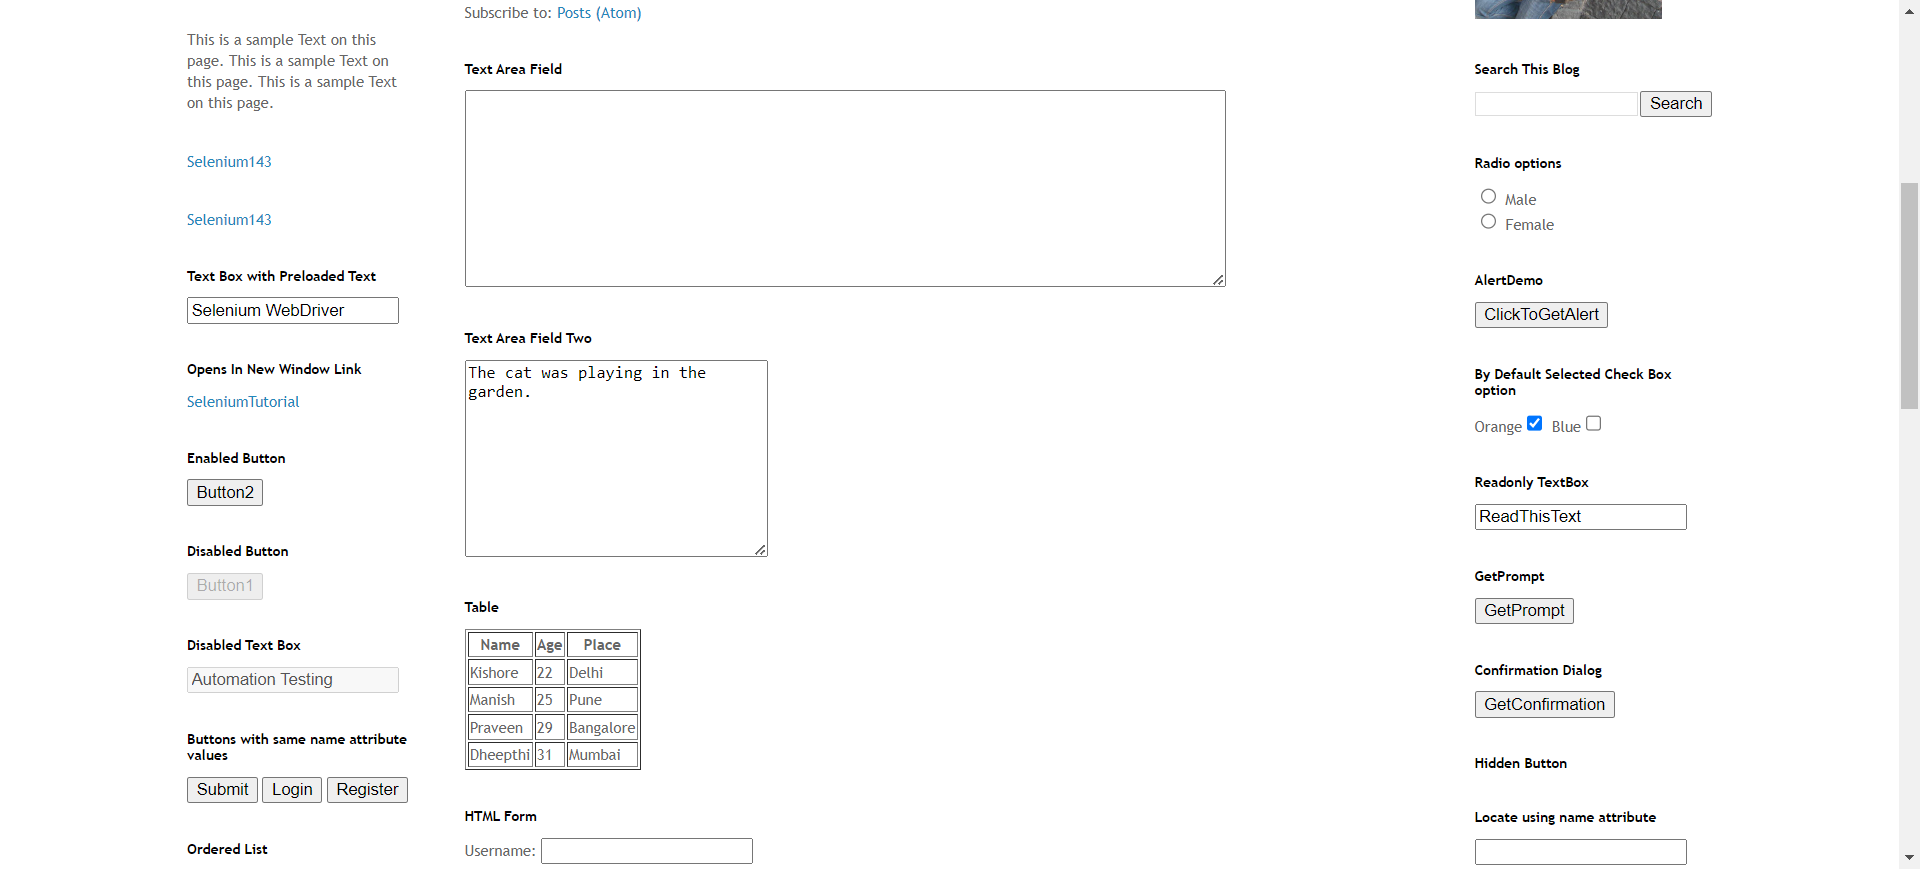 This is a sample Text on this
page. This is a sample Text on
this page. This is a sample Text
on this page.
Selenium143
Selenium143
Text Box with Preloaded Text
Selenium WebDriver
Opens In New Window Link
SeleniumTutorial
Enabled Button
Button2
Disabled Button
Button1
Disabled Text Box
Automation Testing
Buttons with same name attribute
values
Submit Login Register
Ordered List
Subscribe to: Posts (Atom)
Text Area Field
Text Area Field Two
The cat was playing in the
garden.
Table
Name Age Place
Kishore 22 Delhi
Manish 25 Pune
Praveen 29 Bangalore
Dheepthi 31 Mumbai
HTML Form
Username:
Search This Blog
Search
Radio options
Male
Female
AlertDemo
ClickToGetAlert
By Default Selected Check Box
option
Orange Blue
Readonly TextBox
ReadThisText
GetPrompt
GetPrompt
Confirmation Dialog
GetConfirmation
Hidden Button
Locate using name attribute